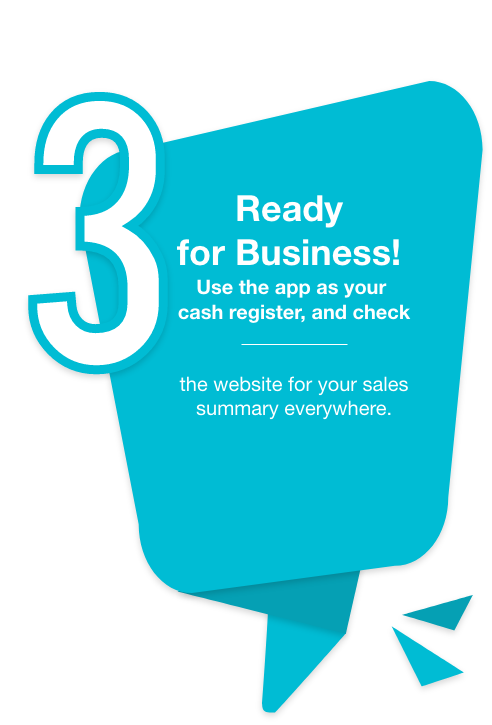 3
Ready
for Business!
Use the app as your
cash register, and check
the website for your sales
summary everywhere.